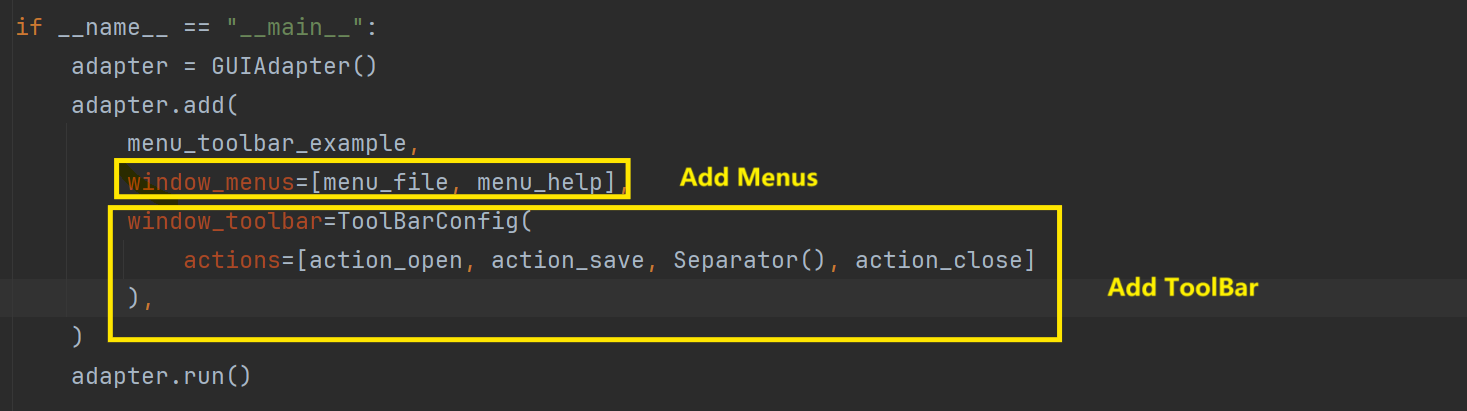 if __name__ == "__main__":
    adapter = GUIAdapter()
    adapter.add(
        menu_toolbar_example,
        window_menus=[menu_file, menu_help],
Add Menus
        window_toolbar=ToolBarConfig(
            actions=[action_open, action_save, Separator(), action_close]
        ),
Add ToolBar
    )
    adapter.run()